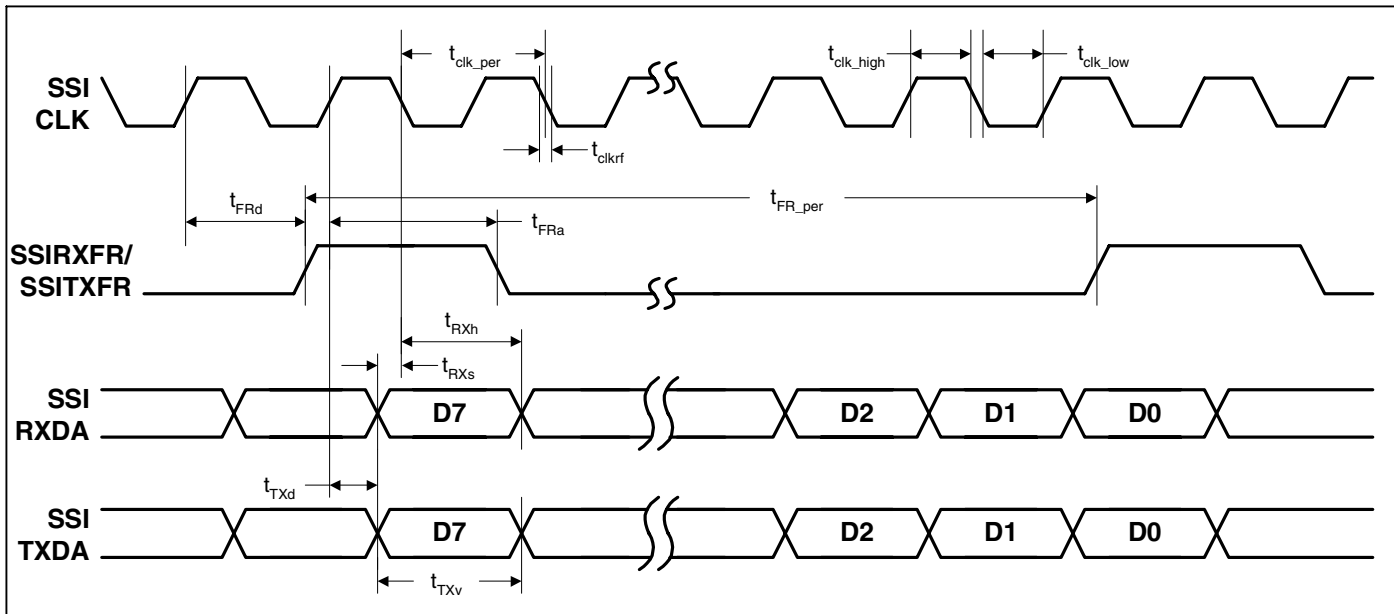 t_clk_per
t_clk_high
t_clk_low
SSI
CLK
t_clkrf
t_FRd
t_FR_per
t_FRa
SSIRXFR/
SSITXFR
t_RXh
t_RXs
SSI
RXDA
D7 D2 D1 D0
t_TXd
SSI
TXDA
D7 D2 D1 D0
t_TXv